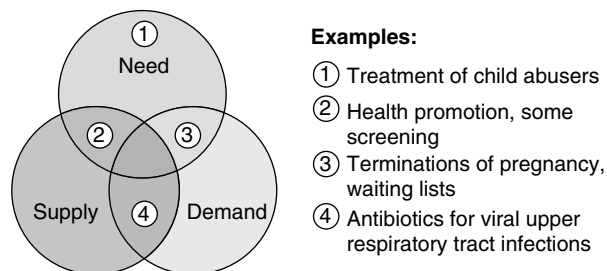 1
Need
2
3
Supply
4
Demand
Examples:
1 Treatment of child abusers
2 Health promotion, some
screening
3 Terminations of pregnancy,
waiting lists
4 Antibiotics for viral upper
respiratory tract infections